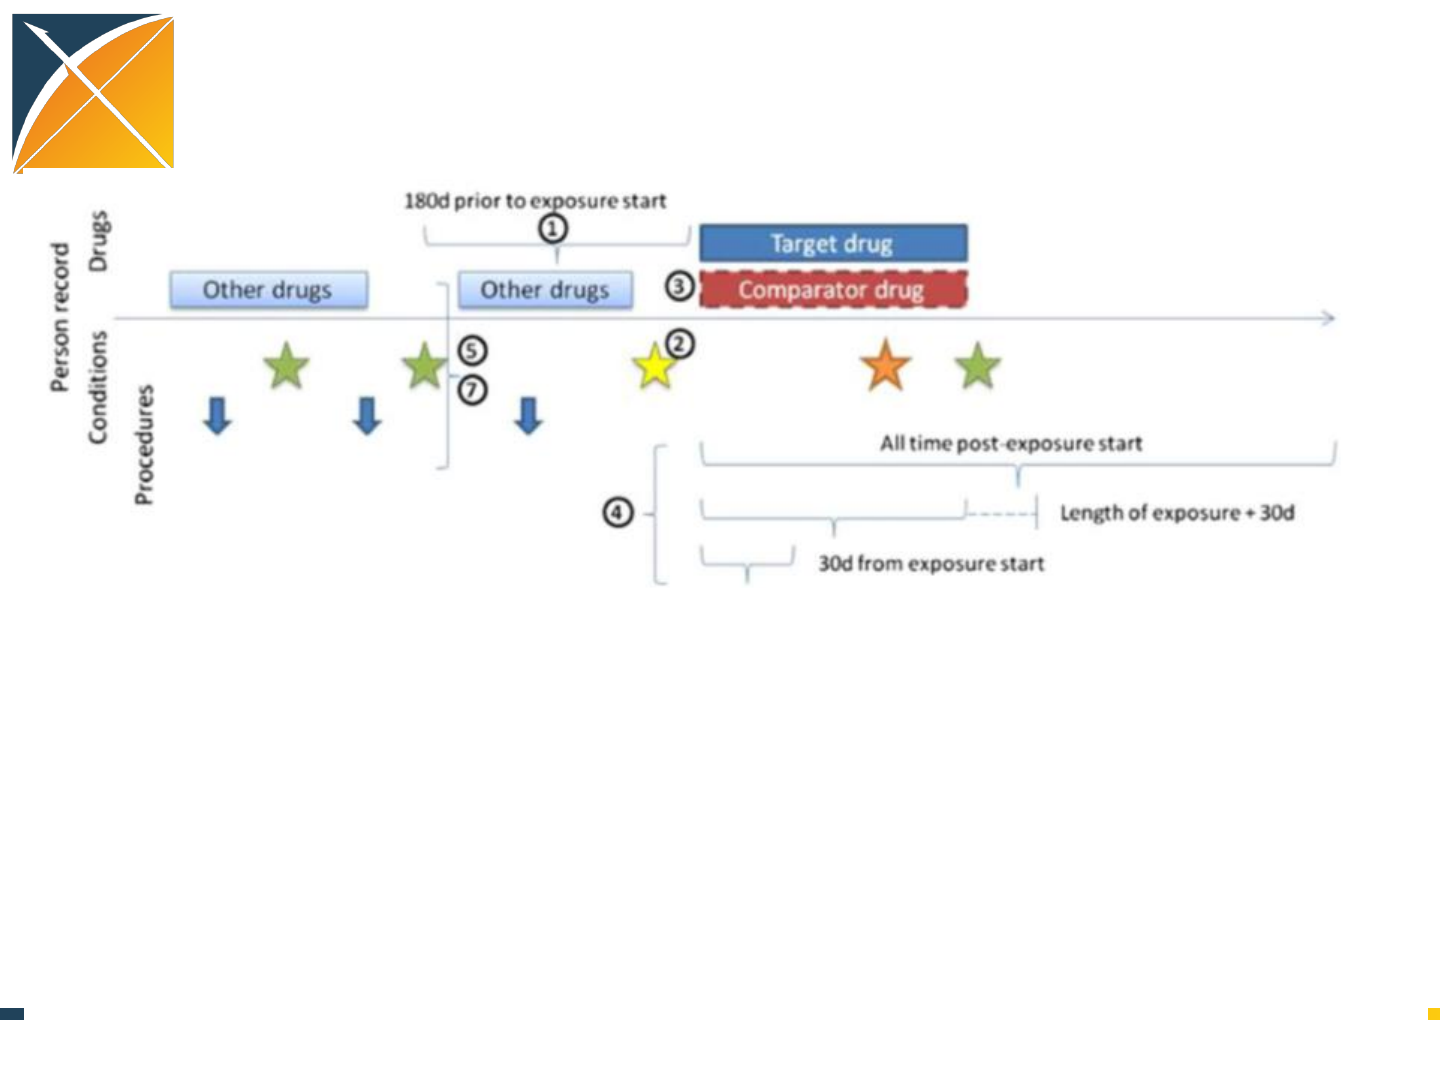 180d prior to exposure start
①
Target drug
Drugs
Person record
Other drugs
Other drugs
③
Comparator drug
②
⑤
⑦
Conditions
Procedures
All time post-exposure start
④
Length of exposure + 30d
30d from exposure start